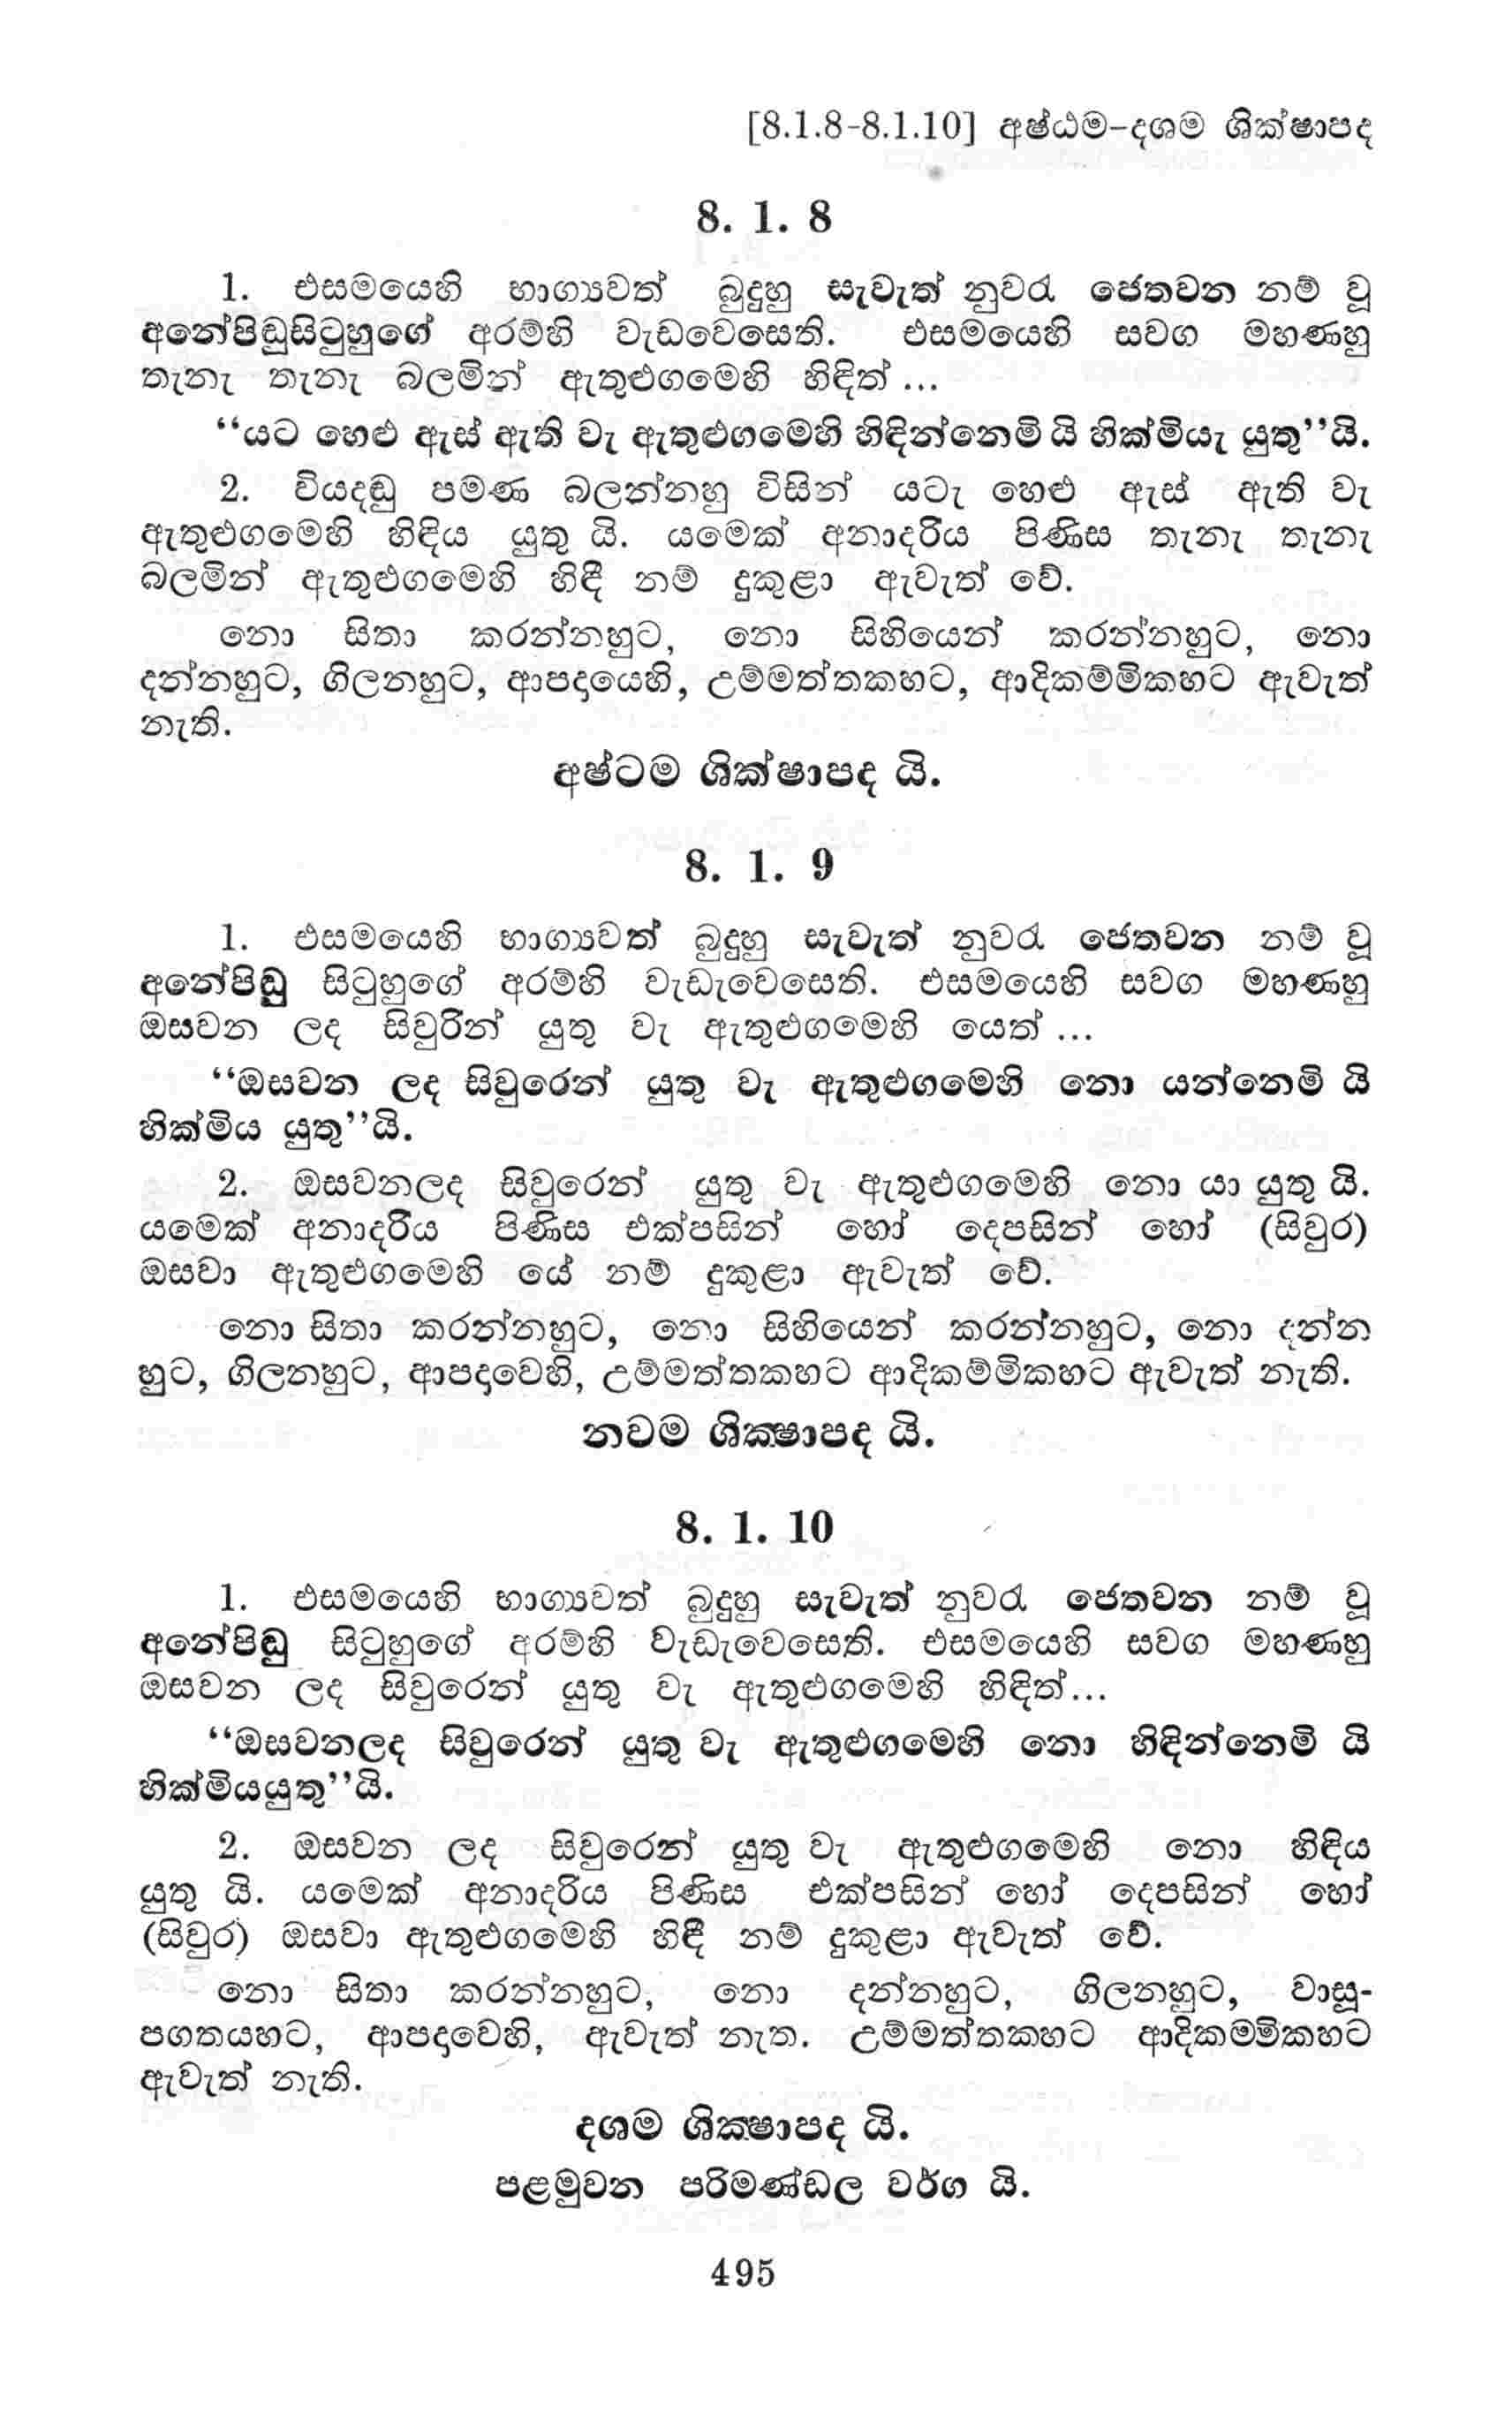 [8.1.8-8.1.10] අෂ්ඨම-දශම ශික්ෂාපද
8. 1. 8
1. එසමයෙහි භාග්‍යවත් බුදුහු සැවැත් නුවරැ ජෙතවන නම් වූ
අනේපිඬුසිටුහුගේ අරම්හි වැඩවෙසෙති. එසමයෙහි සවග මහණහු
තැනැ තැනැ බලමින් ඇතුළුගමෙහි හිඳිත් ...
“යට හෙළූ ඇස් ඇති වැ ඇතුළුගමෙහි හිඳින්නෙමි යි හික්මියැ යුතු”යි.
2. වියදඬු පමණ බලන්නහු විසින් යටැ හෙළූ ඇස් ඇති වැ
ඇතුළුගමෙහි හිඳිය යුතු යි. යමෙක් අනාදරිය පිණිස තැනැ තැනැ
බලමින් ඇතුළුගමෙහි හිඳී නම් දුකුළා ඇවැත් වේ.
නො සිතා කරන්නහුට, නො සිහියෙන් කරන්නහුට, නො
දන්නහුට, ගිලනහුට, ආපදයෙහි, උම්මත්තකහට, ආදිකම්මිකහට ඇවැත්
නැති.
අෂ්ටම ශික්ෂාපද යි.
8. 1. 9
1. එසමයෙහි භාග්‍යවත් බුදුහු සැවැත් නුවරැ ජෙතවන නම් වූ
අනේපිඬු සිටුහුගේ අරම්හි වැඩැවෙසෙති. එසමයෙහි සවග මහණහු
ඔසවන ලද සිවුරින් යුතු වැ ඇතුළුගමෙහි යෙත් ...
“ඔසවන ලද සිවුරෙන් යුතු වැ ඇතුළුගමෙහි නො යන්නෙමි යි
හික්මිය යුතු”යි.
2. ඔසවනලද සිවුරෙන් යුතු වැ ඇතුළුගමෙහි නො යා යුතු යි.
යමෙක් අනාදරිය පිණිස එක්පසින් හෝ දෙපසින් හෝ (සිවුර)
ඔසවා ඇතුළුගමෙහි යේ නම් දුකුළා ඇවැත් වේ.
නො සිතා කරන්නහුට, නො සිහියෙන් කරන්නහුට, නො දන්න
හුට, ගිලනහුට, ආපදාවෙහි, උම්මත්තකහට ආදිකම්මිකහට ඇවැත් නැති.
නවම ශික්‍ෂාපද යි.
8. 1. 10
1. එසමයෙහි භාග්‍යවත් බුදුහු සැවැත් නුවරැ ජෙතවන නම් වූ
අනේපිඬු සිටුහුගේ අරම්හි වැඩැවෙසෙති. එසමයෙහි සවග මහණහු
ඔසවන ලද සිවුරෙන් යුතු වැ ඇතුළුගමෙහි හිඳිත්...
“ඔසවනලද සිවුරෙන් යුතු වැ ඇතුළුගමෙහි නො හිඳින්නෙමි යි
හික්මියයුතු”යි.
2. ඔසවන ලද සිවුරෙන් යුතු වැ ඇතුළුගමෙහි නො හිඳිය
යුතු යි. යමෙක් අනාදරිය පිණිස එක්පසින් හෝ දෙපසින් හෝ
(සිවුර) ඔසවා ඇතුළුගමෙහි හිඳී නම් දුකුළා ඇවැත් වේ.
නො සිතා කරන්නහුට, නො දන්නහුට, ගිලනහුට, වාසූ-
පගතයහට, ආපදාවෙහි, ඇවැත් නැත. උම්මත්තකහට ආදිකමමිකහට
ඇවැත් නැති.
දශම ශික්‍ෂාපද යි.
පළමුවන පරිමණ්ඩල වර්ග යි.
495